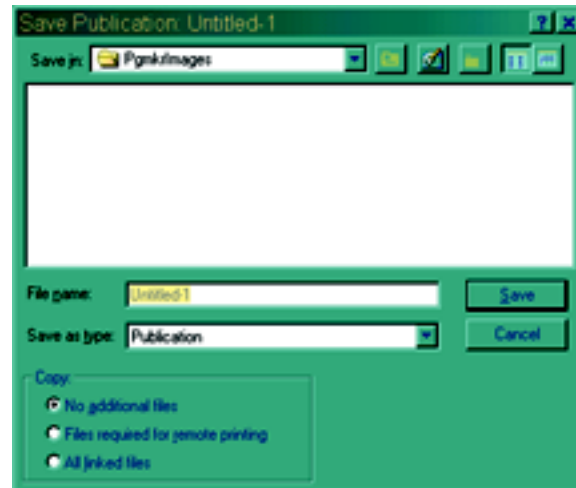 Save Publication: Untitled-1
Save in: PgmkrImages
File name: Untitled-1 Save
Save as type: Publication Cancel
Copy:
No additional files
Files required for remote printing
All linked files